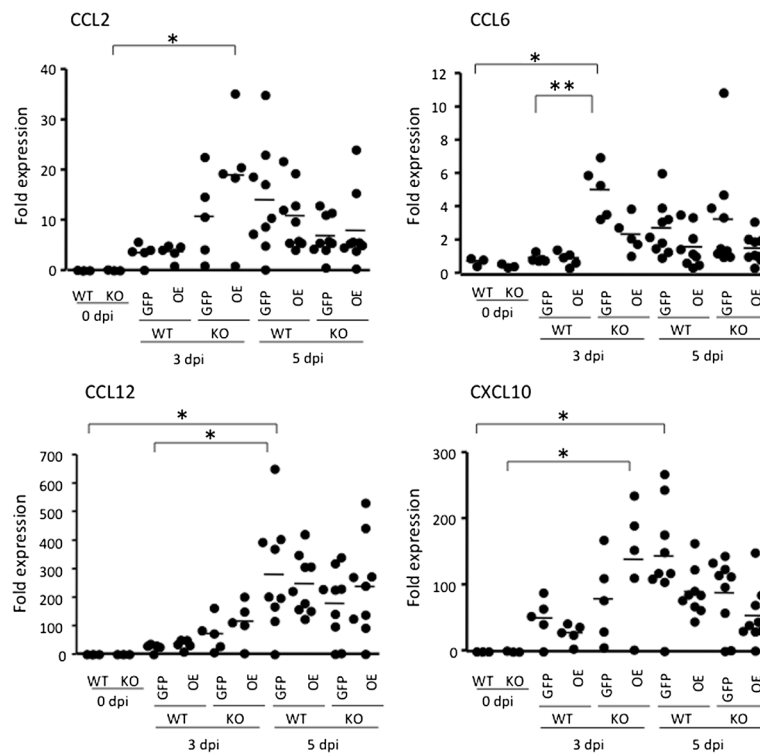 CCL2
*
Fold expression
40
30
20
10
0
WT KO GFP OE GFP OE GFP OE GFP OE
0 dpi WT KO WT KO
3 dpi 5 dpi
CCL6
*
**
Fold expression
12
10
8
6
4
2
0
WT KO GFP OE GFP OE GFP OE GFP OE
0 dpi WT KO WT KO
3 dpi 5 dpi
CCL12
*
*
Fold expression
700
600
500
400
300
200
100
0
WT KO GFP OE GFP OE GFP OE GFP OE
0 dpi WT KO WT KO
3 dpi 5 dpi
CXCL10
*
*
Fold expression
300
200
100
0
WT KO GFP OE GFP OE GFP OE GFP OE
0 dpi WT KO WT KO
3 dpi 5 dpi